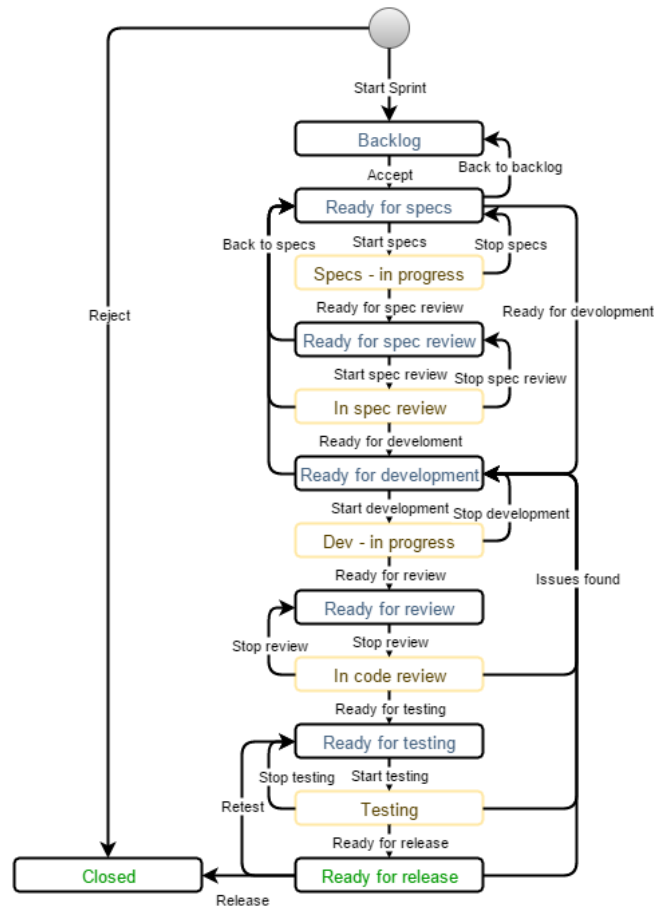 Start Sprint
Backlog
Back to backlog
Accept
Ready for specs
Back to specs
Start specs
Stop specs
Specs - in progress
Ready for spec review
Ready for devolopment
Reject
Ready for spec review
Start spec review
Stop spec review
In spec review
Ready for develoment
Ready for development
Start development
Stop development
Dev - in progress
Ready for review
Issues found
Ready for review
Stop review
Stop review
In code review
Ready for testing
Ready for testing
Stop testing
Start testing
Retest
Testing
Ready for release
Closed
Ready for release
Release